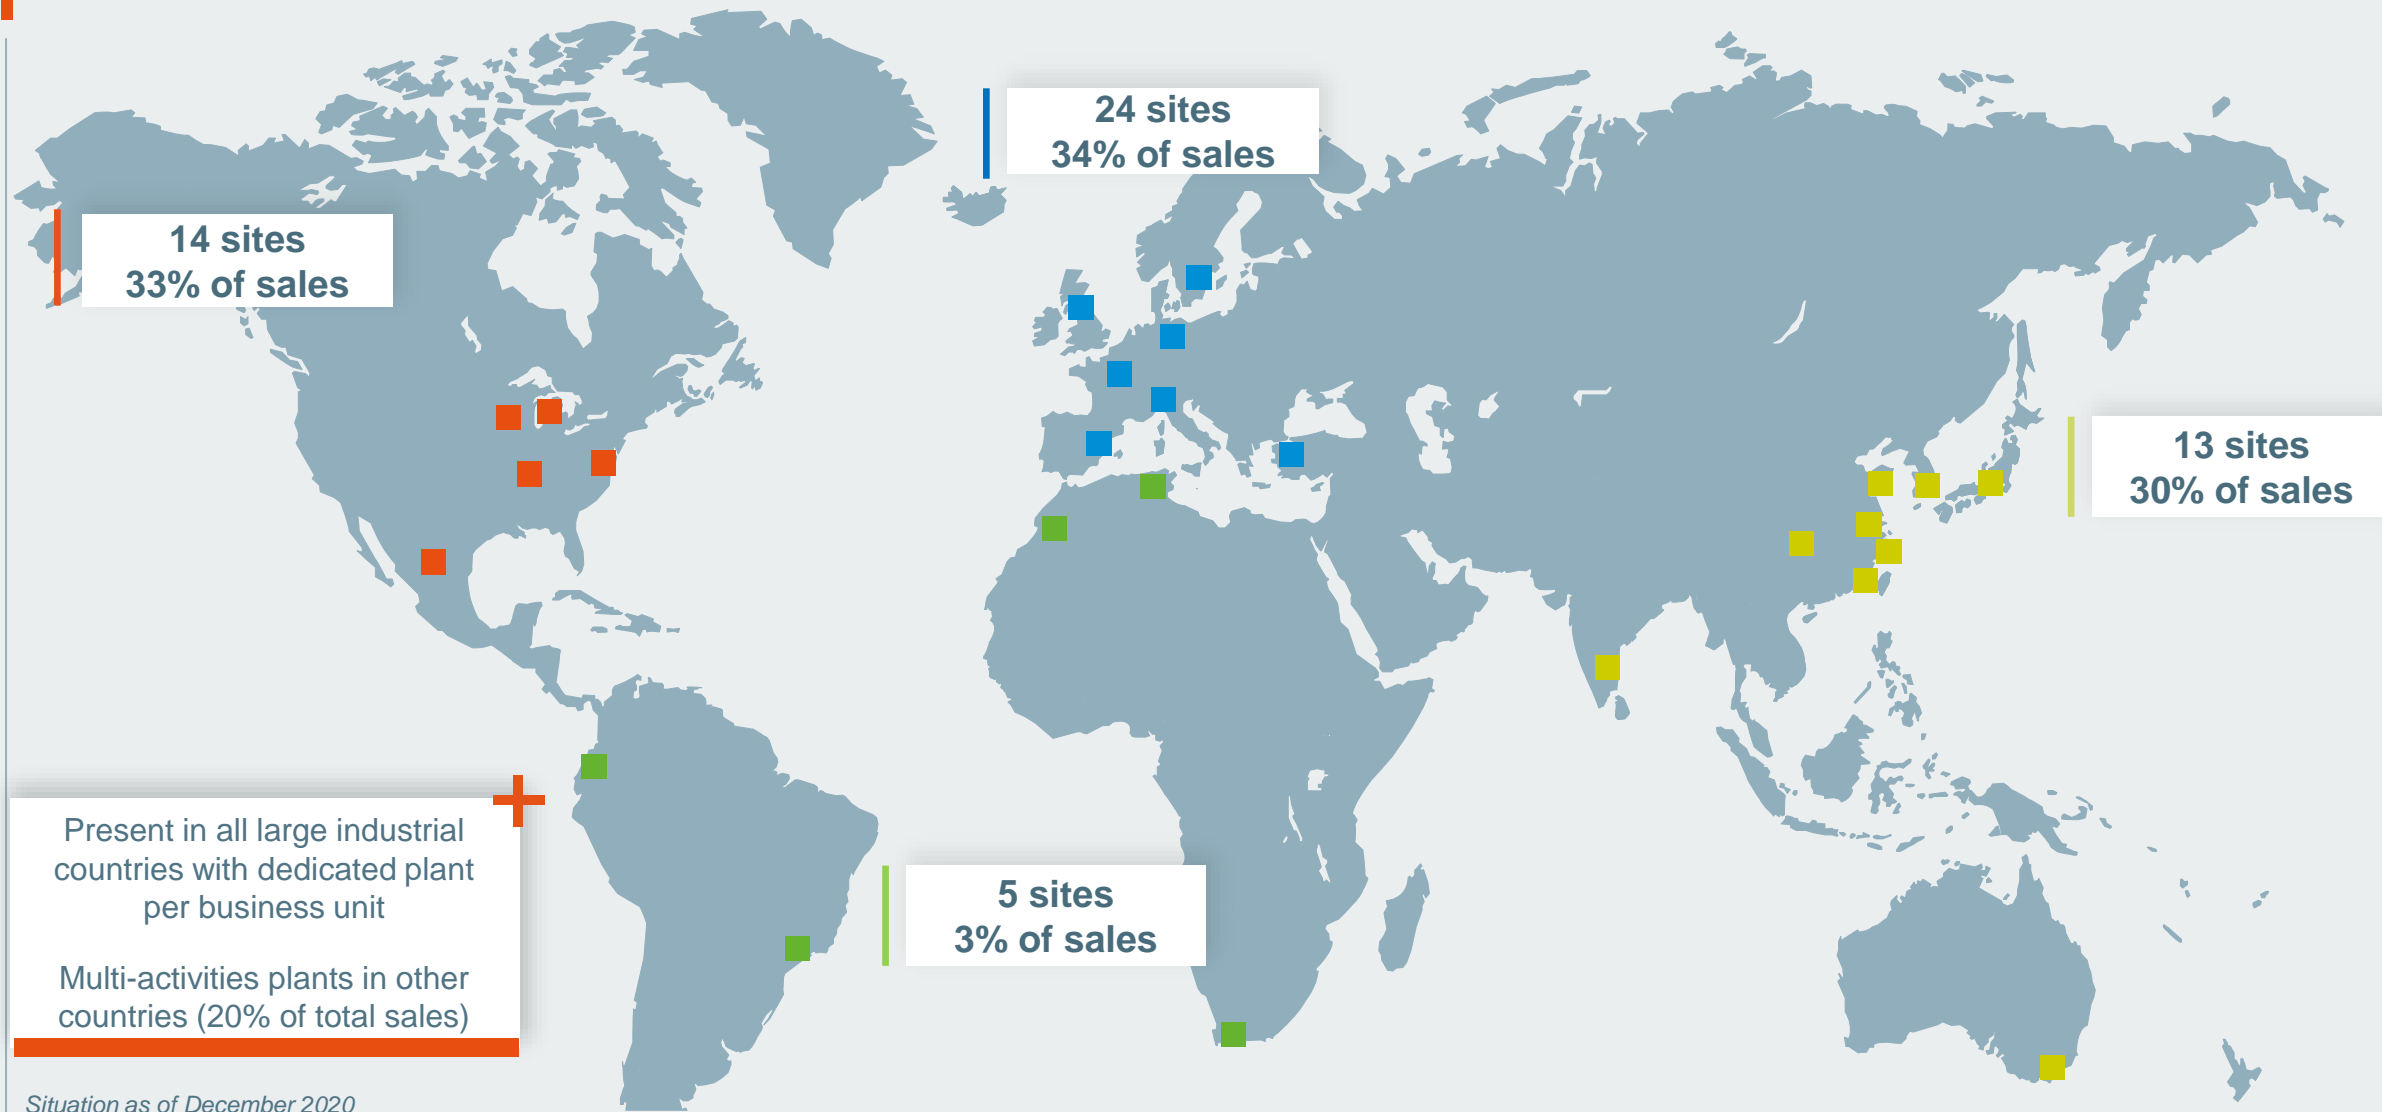 24 sites
34% of sales
14 sites
33% of sales
13 sites
30% of sales
Present in all large industrial
countries with dedicated plant
per business unit
Multi-activities plants in other
countries (20% of total sales)
5 sites
3% of sales
Situation as of December 2020